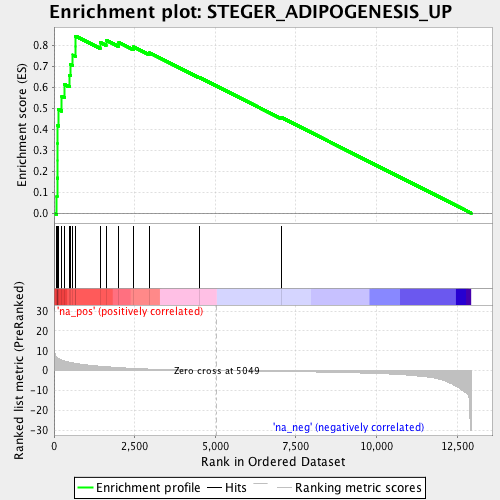 Enrichment plot: STEGER_ADIPOGENESIS_UP
Enrichment score (ES)
0.8
0.7
0.6
0.5
0.4
0.3
0.2
0.1
0.0
'na_pos' (positively correlated)
Ranked list metric (PreRanked)
30
20
10
0
-10
-20
-30
Zero cross at 5049
'na_neg' (negatively correlated)
0 2,500 5,000 7,500 10,000 12,500
Rank in Ordered Dataset
Enrichment profile Hits Ranking metric scores